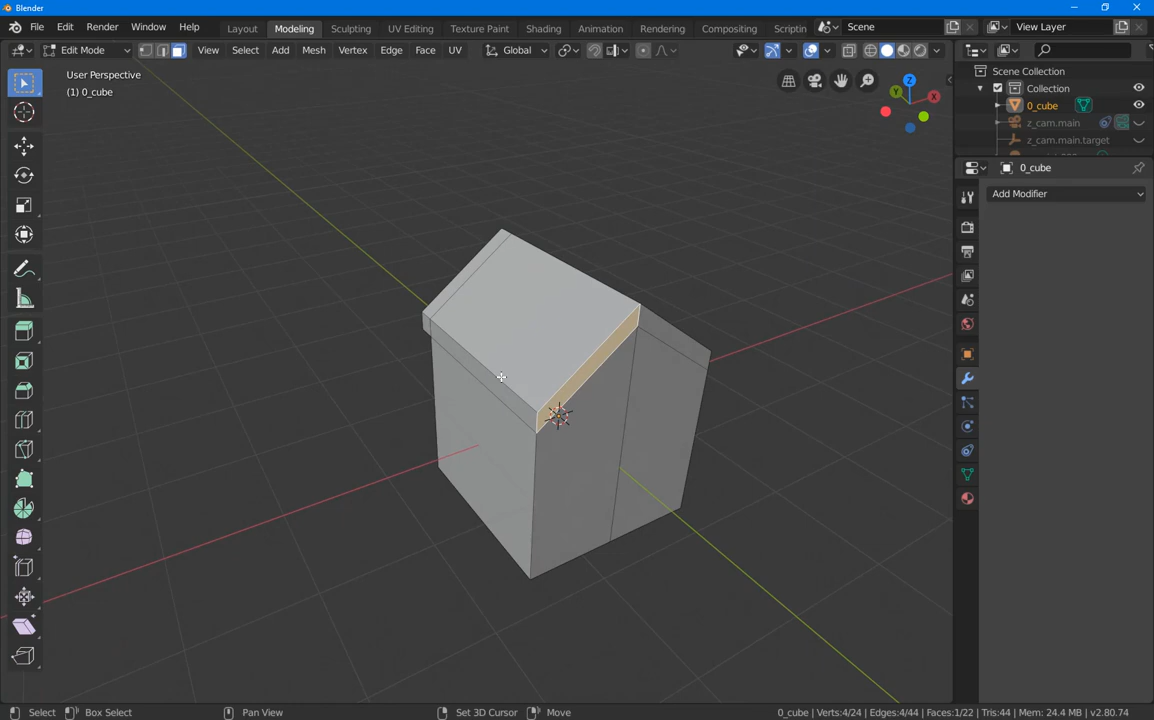 Blender
File Edit Render Window Help Layout Modeling Sculpting UV Editing Texture Paint Shading Animation Rendering Compositing Scriptin Scene View Layer
Edit Mode View Select Add Mesh Vertex Edge Face UV Global
User Perspective
(1) 0_cube
Z
Y
X
Scene Collection
Collection
0_cube
z_cam.main
z_cam.main.target
0_cube
Add Modifier
Select Box Select Pan View Set 3D Cursor Move 0_cube | Verts:4/24 | Edges:4/44 | Faces:1/22 | Tris:44 | Mem: 24.4 MB | v2.80.74